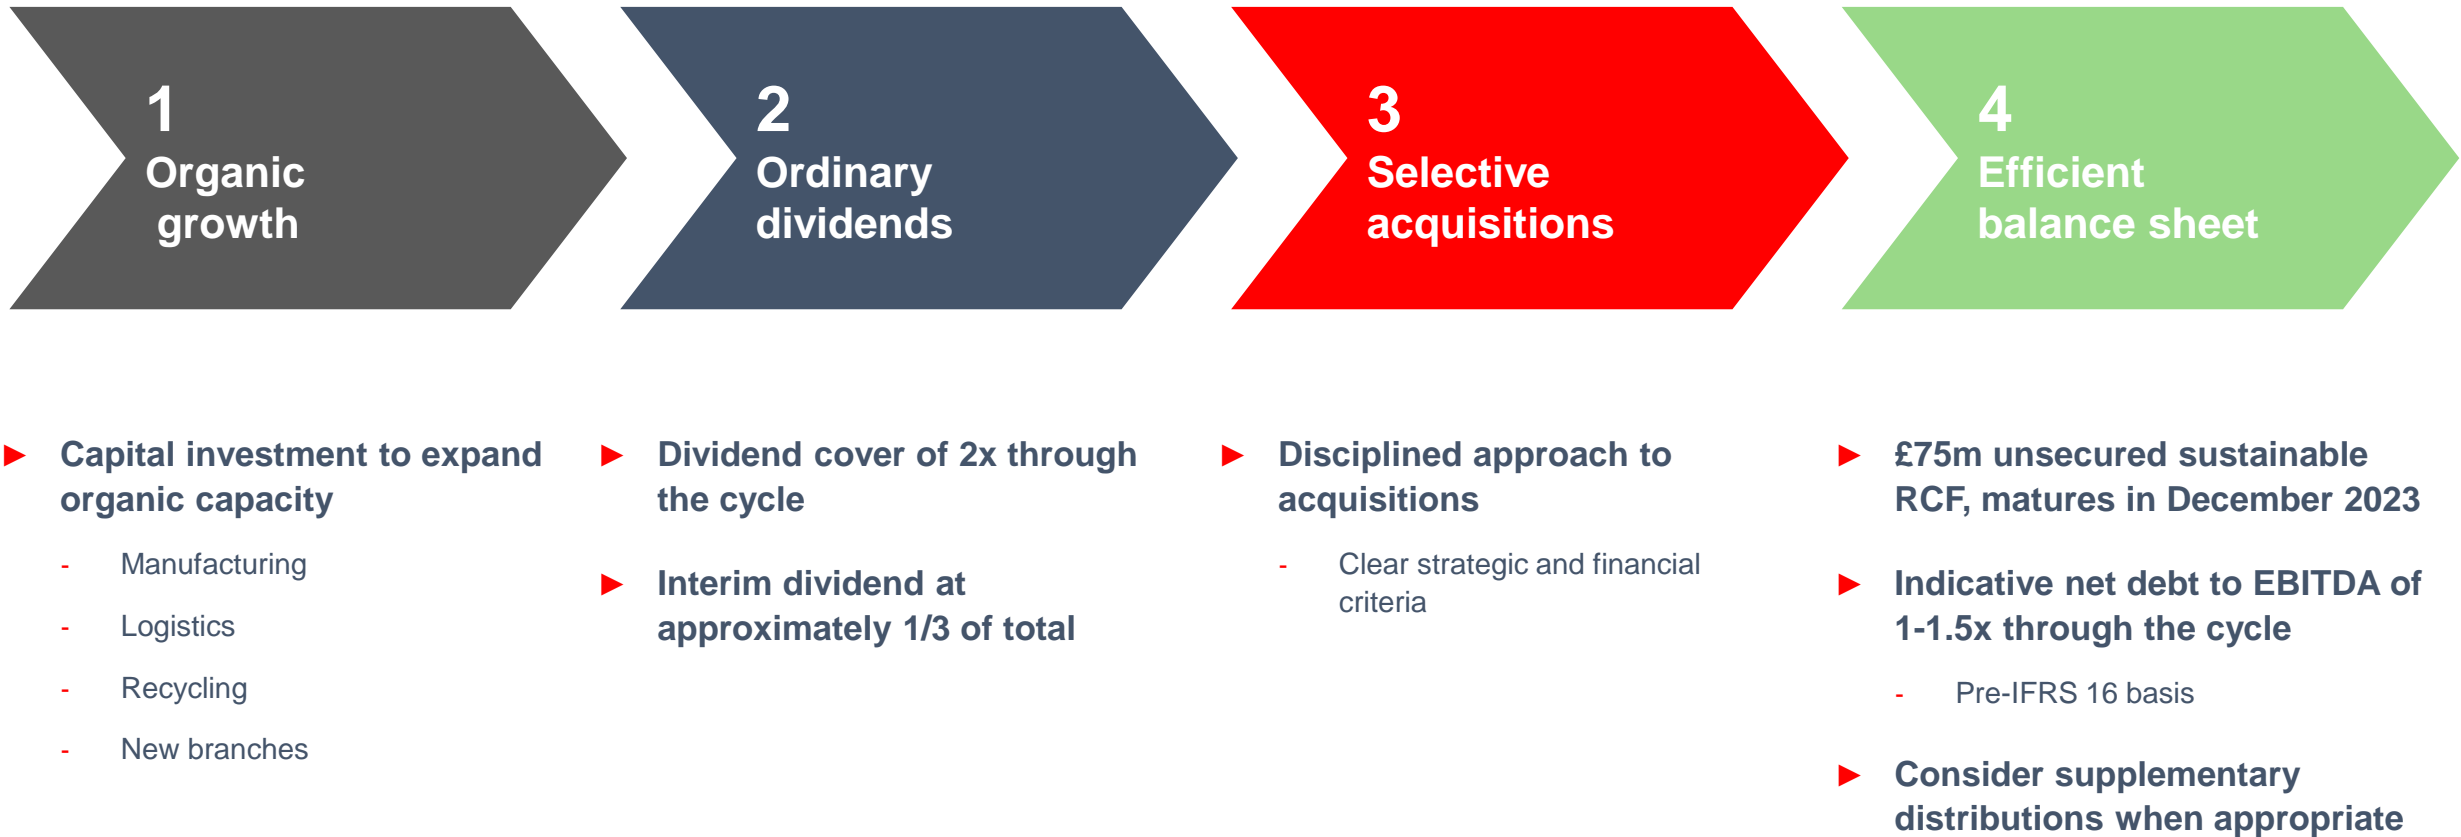 1
Organic
growth
2
Ordinary
dividends
3
Selective
acquisitions
4
Efficient
balance sheet
► Capital investment to expand
organic capacity
- Manufacturing
- Logistics
- Recycling
- New branches
► Dividend cover of 2x through
the cycle
► Interim dividend at
approximately 1/3 of total
► Disciplined approach to
acquisitions
- Clear strategic and financial
criteria
► £75m unsecured sustainable
RCF, matures in December 2023
► Indicative net debt to EBITDA of
1-1.5x through the cycle
- Pre-IFRS 16 basis
► Consider supplementary
distributions when appropriate